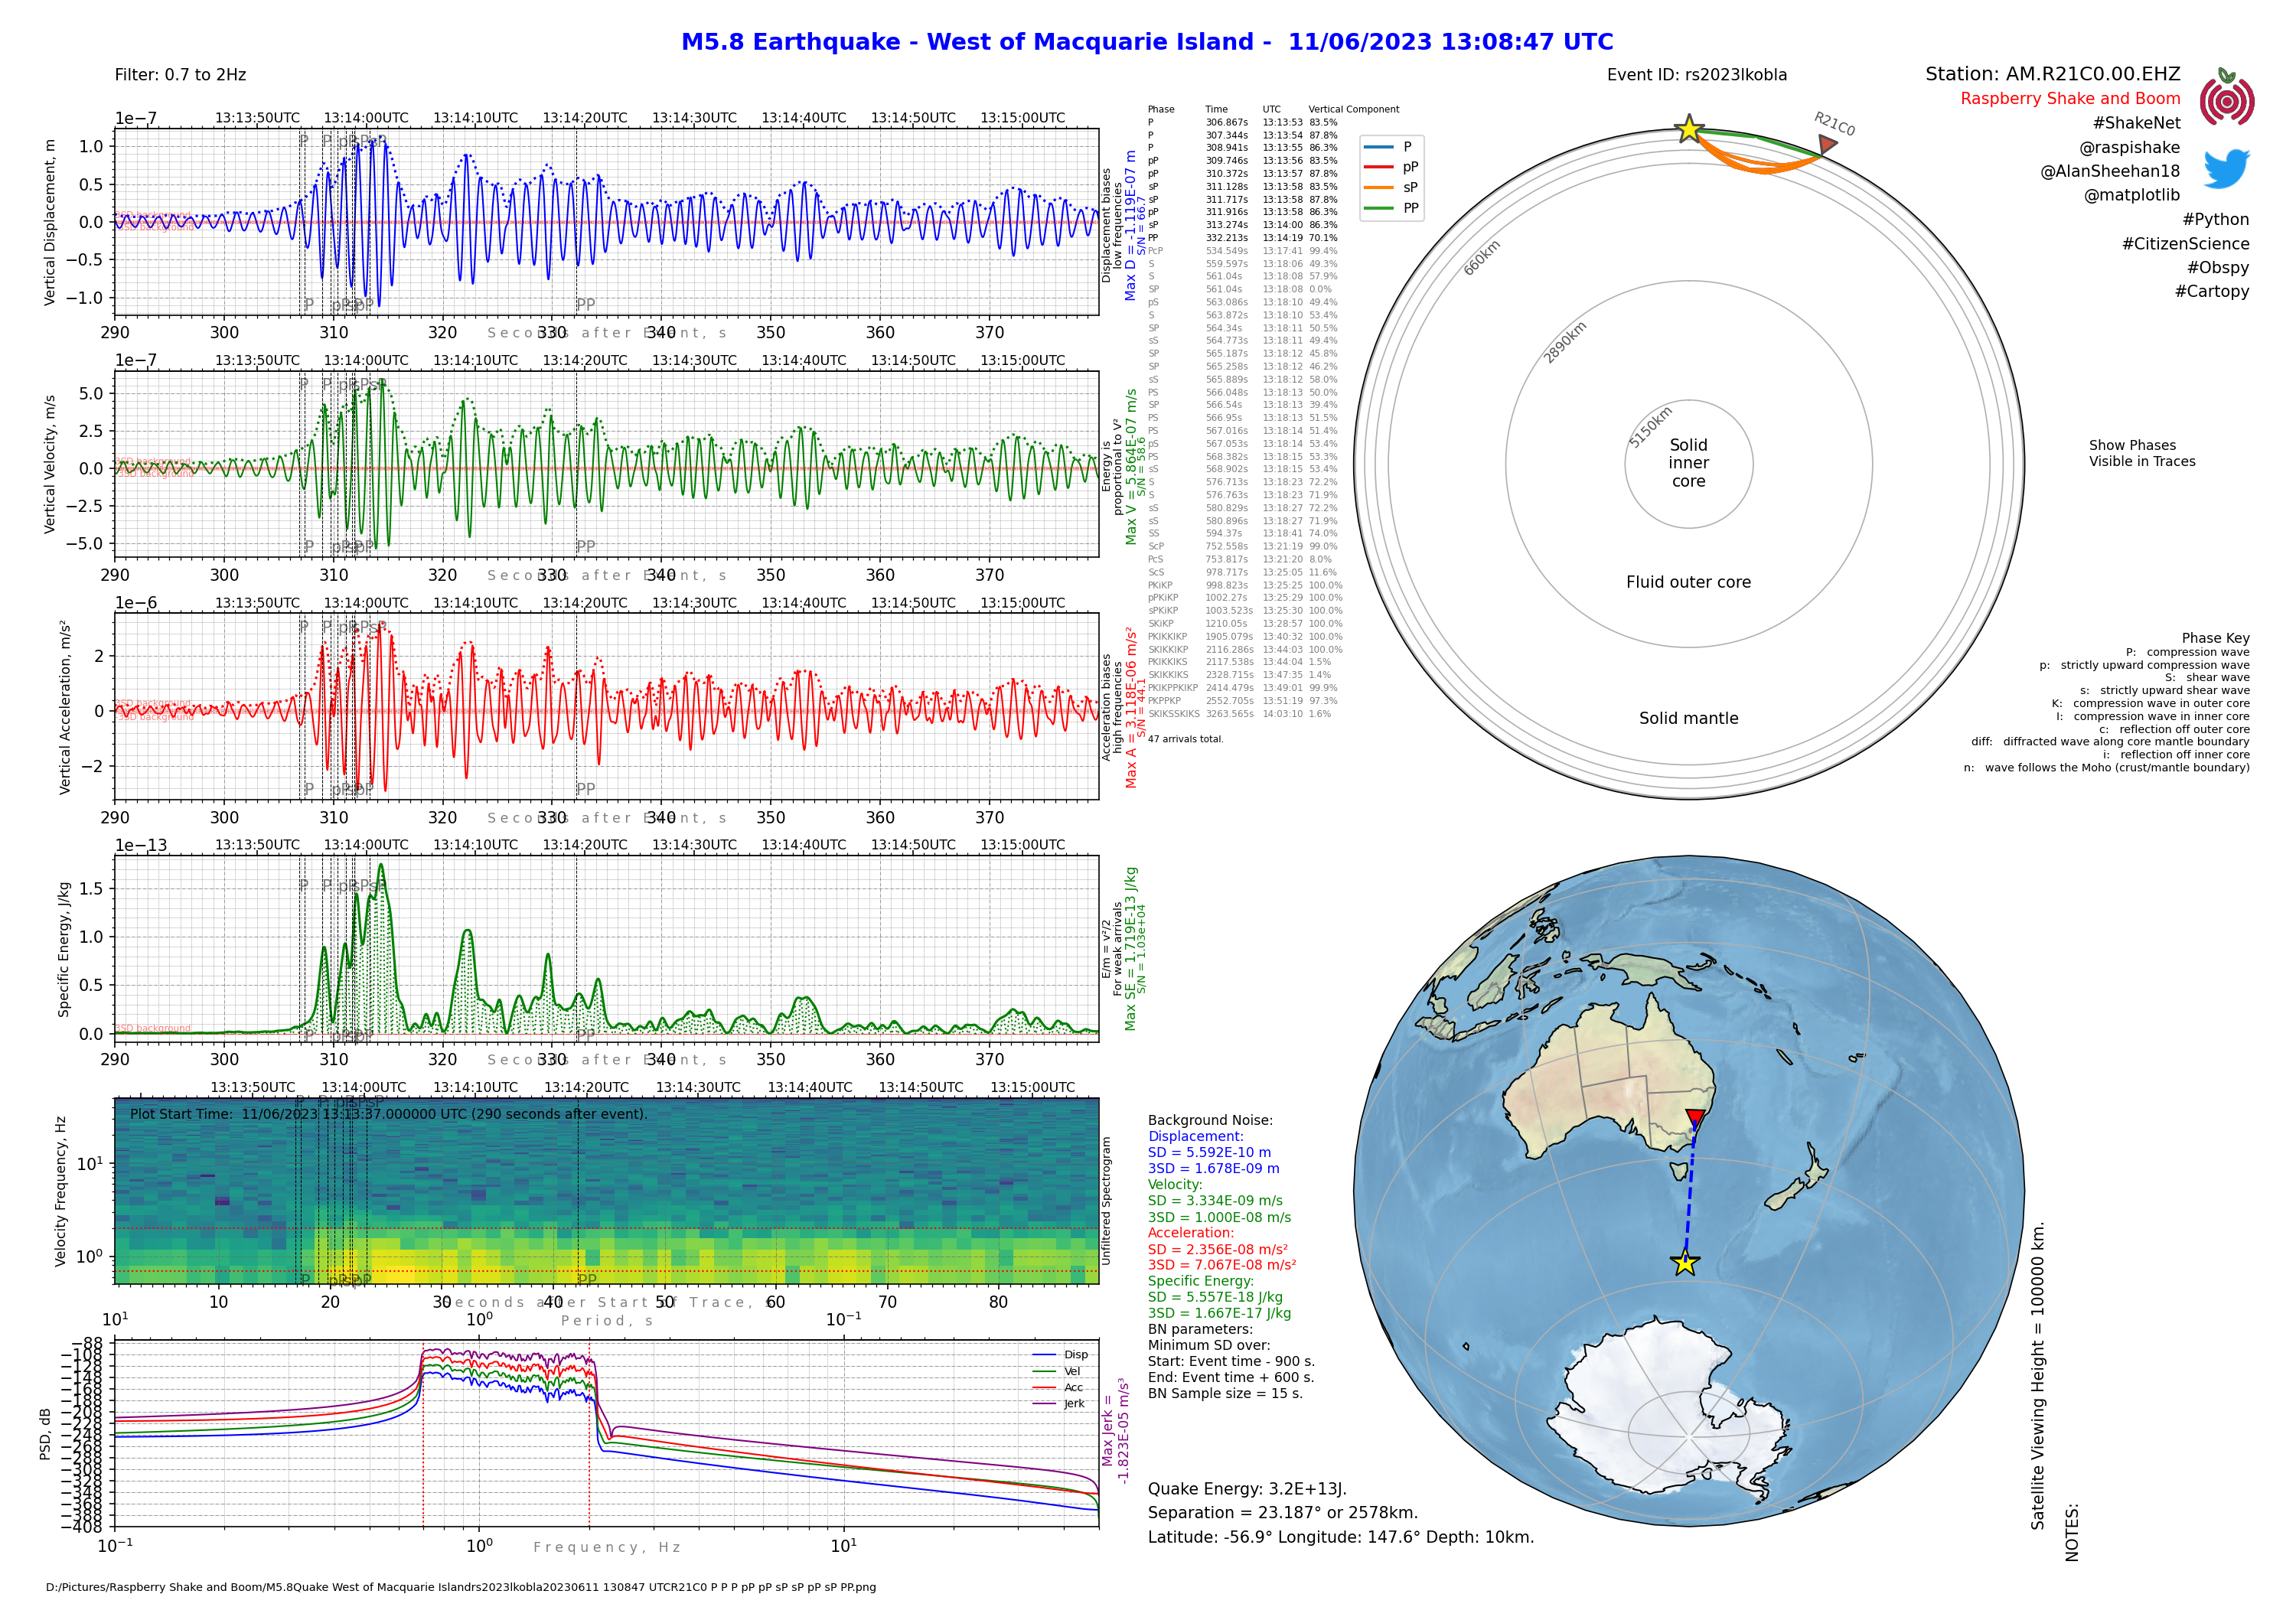 M5.8 Earthquake - West of Macquarie Island -  11/06/2023 13:08:47 UTC
Filter: 0.7 to 2Hz
Event ID: rs2023lkobla
Station: AM.R21C0.00.EHZ
Raspberry Shake and Boom
#ShakeNet
@raspishake
@AlanSheehan18
@matplotlib
#Python
#CitizenScience
#Obspy
#Cartopy
1e−7
13:13:50UTC 13:14:00UTC 13:14:10UTC 13:14:20UTC 13:14:30UTC 13:14:40UTC 13:14:50UTC 13:15:00UTC
Vertical Displacement, m
1.0
0.5
0.0
−0.5
−1.0
3SD background
PP
290 300 310 320 330 340 350 360 370
Seconds after Event, s
Displacement biases
low frequencies
Max D = -1.119E-07 m
S/N = 66.7
1e−7
13:13:50UTC 13:14:00UTC 13:14:10UTC 13:14:20UTC 13:14:30UTC 13:14:40UTC 13:14:50UTC 13:15:00UTC
Vertical Velocity, m/s
5.0
2.5
0.0
−2.5
−5.0
3SD background
PP
290 300 310 320 330 340 350 360 370
Seconds after Event, s
Energy is
proportional to V²
Max V = 5.864E-07 m/s
S/N = 58.6
1e−6
13:13:50UTC 13:14:00UTC 13:14:10UTC 13:14:20UTC 13:14:30UTC 13:14:40UTC 13:14:50UTC 13:15:00UTC
Vertical Acceleration, m/s²
2
0
−2
3SD background
-3SD background
PP
290 300 310 320 330 340 350 360 370
Seconds after Event, s
Acceleration biases
high frequencies
Max A = 3.118E-06 m/s²
S/N = 44.1
1e−13
13:13:50UTC 13:14:00UTC 13:14:10UTC 13:14:20UTC 13:14:30UTC 13:14:40UTC 13:14:50UTC 13:15:00UTC
Specific Energy, J/kg
1.5
1.0
0.5
0.0
3SD background
PP
290 300 310 320 330 340 350 360 370
Seconds after Event, s
E/m = v²/2
For weak arrivals
Max SE = 1.719E-13 J/kg
S/N = 1.03e+04
13:13:50UTC 13:14:00UTC 13:14:10UTC 13:14:20UTC 13:14:30UTC 13:14:40UTC 13:14:50UTC 13:15:00UTC
Plot Start Time:  11/06/2023 13:13:37.000000 UTC (290 seconds after event).
Velocity Frequency, Hz
10¹
10⁰
PP
Unfiltered Spectrogram
10 20 30 40 50 60 70 80
Seconds after Start of Trace, s
10¹ 10⁰ 10⁻¹
Period, s
PSD, dB
−88
−108
−128
−148
−168
−188
−208
−228
−248
−268
−288
−308
−328
−348
−368
−388
−408
Disp
Vel
Acc
Jerk
Max Jerk =
-1.823E-05 m/s³
10⁻¹ 10⁰ 10¹
Frequency, Hz
D:/Pictures/Raspberry Shake and Boom/M5.8Quake West of Macquarie Islandrs2023lkobla20230611 130847 UTCR21C0 P P P pP pP sP sP pP sP PP.png
Phase Time UTC Vertical Component
P 306.867s 13:13:53 83.5%
P 307.344s 13:13:54 87.8%
P 308.941s 13:13:55 86.3%
pP 309.746s 13:13:56 83.5%
pP 310.372s 13:13:57 87.8%
sP 311.128s 13:13:58 83.5%
sP 311.717s 13:13:58 87.8%
pP 311.916s 13:13:58 86.3%
sP 313.274s 13:14:00 86.3%
PP 332.213s 13:14:19 70.1%
PcP 534.549s 13:17:41 99.4%
S 559.597s 13:18:06 49.3%
S 561.04s 13:18:08 57.9%
SP 561.04s 13:18:08 0.0%
pS 563.086s 13:18:10 49.4%
S 563.872s 13:18:10 53.4%
SP 564.34s 13:18:11 50.5%
sS 564.773s 13:18:11 49.4%
SP 565.187s 13:18:12 45.8%
SP 565.258s 13:18:12 46.2%
sS 565.889s 13:18:12 58.0%
PS 566.048s 13:18:13 50.0%
SP 566.54s 13:18:13 39.4%
PS 566.95s 13:18:13 51.5%
PS 567.016s 13:18:14 51.4%
pS 567.053s 13:18:14 53.4%
PS 568.382s 13:18:15 53.3%
sS 568.902s 13:18:15 53.4%
S 576.713s 13:18:23 72.2%
S 576.763s 13:18:23 71.9%
sS 580.829s 13:18:27 72.2%
sS 580.896s 13:18:27 71.9%
SS 594.37s 13:18:41 74.0%
ScP 752.558s 13:21:19 99.0%
PcS 753.817s 13:21:20 8.0%
ScS 978.717s 13:25:05 11.6%
PKiKP 998.823s 13:25:25 100.0%
pPKiKP 1002.27s 13:25:29 100.0%
sPKiKP 1003.523s 13:25:30 100.0%
SKiKP 1210.05s 13:28:57 100.0%
PKIKKIKP 1905.079s 13:40:32 100.0%
SKIKKIKP 2116.286s 13:44:03 100.0%
PKIKKIKS 2117.538s 13:44:04 1.5%
SKIKKIKS 2328.715s 13:47:35 1.4%
PKIKPPKIKP 2414.479s 13:49:01 99.9%
PKPPKP 2552.705s 13:51:19 97.3%
SKIKSSKIKS 3263.565s 14:03:10 1.6%
47 arrivals total.
P
pP
sP
PP
R21C0
660km
2890km
5150km
Solid
inner
core
Fluid outer core
Solid mantle
Show Phases
Visible in Traces
Phase Key
P:   compression wave
p:   strictly upward compression wave
S:   shear wave
s:   strictly upward shear wave
K:   compression wave in outer core
I:   compression wave in inner core
c:   reflection off outer core
diff:   diffracted wave along core mantle boundary
i:   reflection off inner core
n:   wave follows the Moho (crust/mantle boundary)
Background Noise:
Displacement:
SD = 5.592E-10 m
3SD = 1.678E-09 m
Velocity:
SD = 3.334E-09 m/s
3SD = 1.000E-08 m/s
Acceleration:
SD = 2.356E-08 m/s²
3SD = 7.067E-08 m/s²
Specific Energy:
SD = 5.557E-18 J/kg
3SD = 1.667E-17 J/kg
BN parameters:
Minimum SD over:
Start: Event time - 900 s.
End: Event time + 600 s.
BN Sample size = 15 s.
Quake Energy: 3.2E+13J.
Separation = 23.187° or 2578km.
Latitude: -56.9° Longitude: 147.6° Depth: 10km.
Satellite Viewing Height = 100000 km.
NOTES: